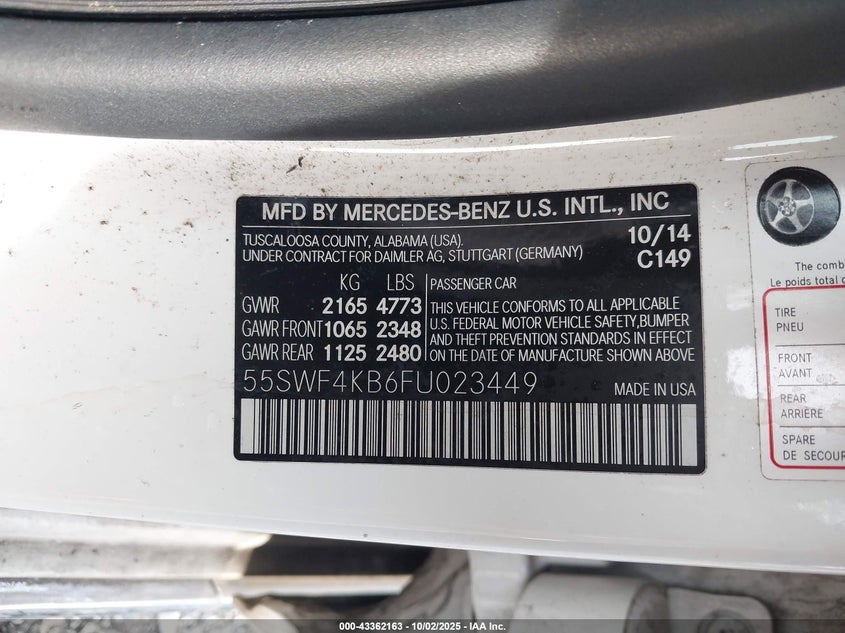 MFD BY MERCEDES-BENZ U.S. INTL., INC
TUSCALOOSA COUNTY, ALABAMA (USA). 10/14
UNDER CONTRACT FOR DAIMLER AG, STUTTGART (GERMANY) C149
KG LBS PASSENGER CAR
GVWR 2165 4773
GAWR FRONT 1065 2348
GAWR REAR 1125 2480
THIS VEHICLE CONFORMS TO ALL APPLICABLE
U.S. FEDERAL MOTOR VEHICLE SAFETY, BUMPER
AND THEFT PREVENTION STANDARDS IN EFFECT
ON THE DATE OF MANUFACTURE SHOWN ABOVE
55SWF4KB6FU023449 MADE IN USA
The comb
Le poids total
TIRE
PNEU
FRONT
AVANT
REAR
ARRIÈRE
SPARE
DE SECOUR
000-43362163 - 10/02/2025 - IAA Inc.